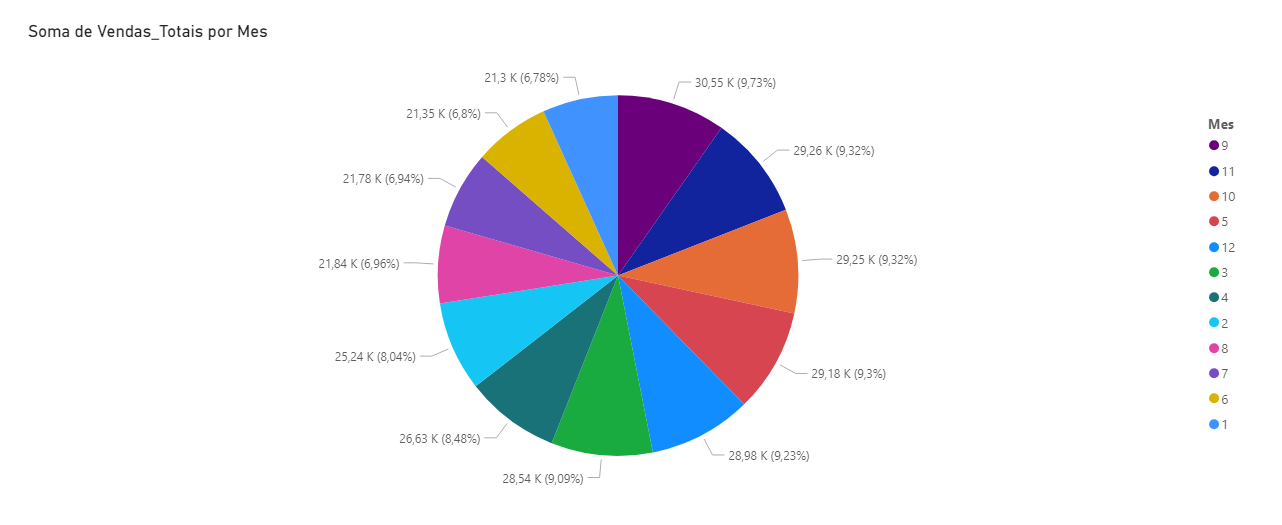 Soma de Vendas_Totais por Mes
30,55 K (9,73%)
29,26 K (9,32%)
29,25 K (9,32%)
29,18 K (9,3%)
28,98 K (9,23%)
28,54 K (9,09%)
26,63 K (8,48%)
25,24 K (8,04%)
21,84 K (6,96%)
21,78 K (6,94%)
21,35 K (6,8%)
21,3 K (6,78%)
Mes
9
11
10
5
12
3
4
2
8
7
6
1